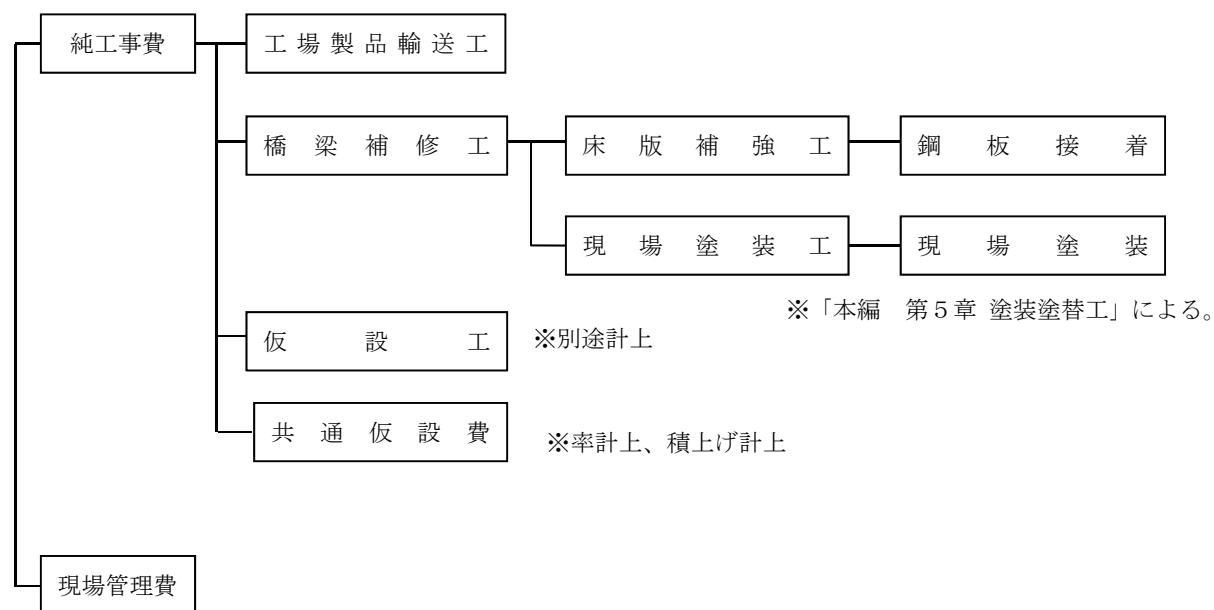 純工事費
工場製品輸送工
橋梁補修工
床版補強工
鋼板接着
現場塗装工
現場塗装
※「本編　第5章 塗装塗替工」による。
仮設工
※別途計上
共通仮設費
※率計上、積上げ計上
現場管理費